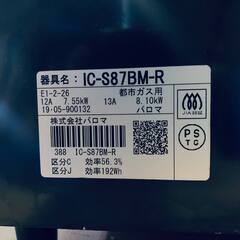 器具名：IC-S87BM-R
E1-2-26 都市ガス用
12A 7.55kW 13A 8.10kW
19・05-900132 パロマ
株式会社パロマ
388 IC-S87BM-R
区分C 効率56.3%
区分J 効率192Wh
JIA
PS
TG